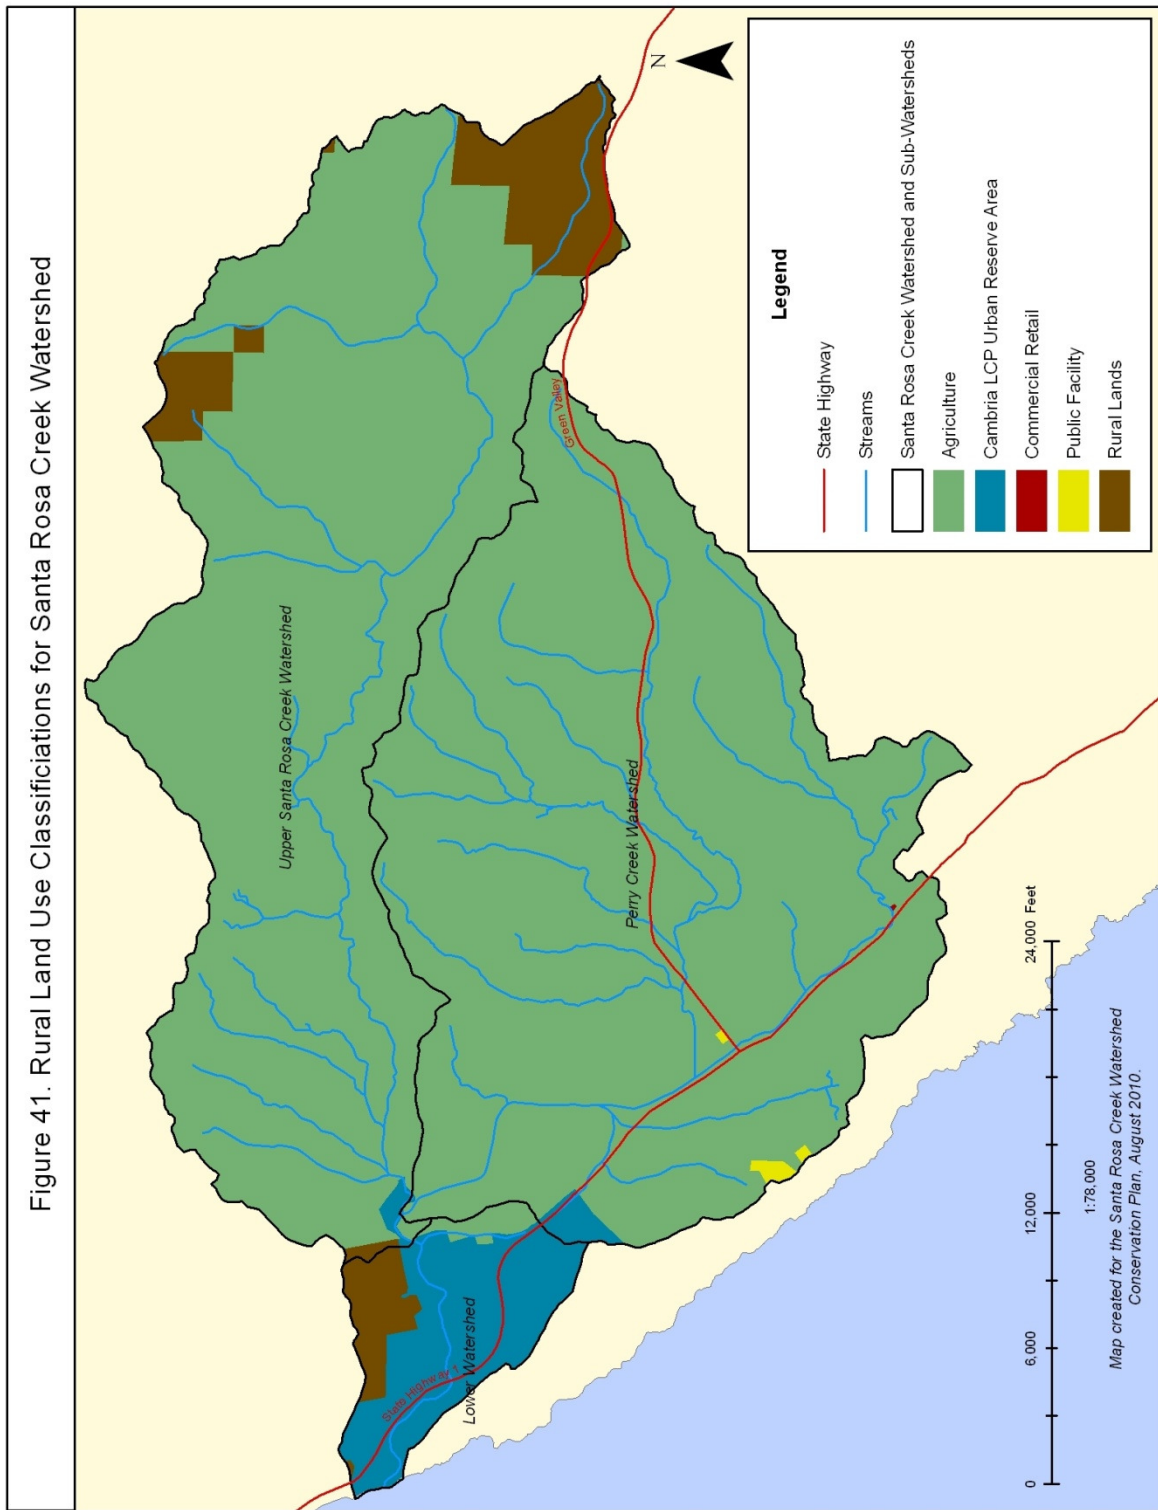 Figure 41. Rural Land Use Classificiations for Santa Rosa Creek Watershed
Upper Santa Rosa Creek Watershed
Green Valley
Perry Creek Watershed
State Highway 1
Lower Watershed
N
Legend
State Highway
Streams
Santa Rosa Creek Watershed and Sub-Watersheds
Agriculture
Cambria LCP Urban Reserve Area
Commercial Retail
Public Facility
Rural Lands
0 6,000 12,000 24,000 Feet
1:78,000
Map created for the Santa Rosa Creek Watershed
Conservation Plan, August 2010.